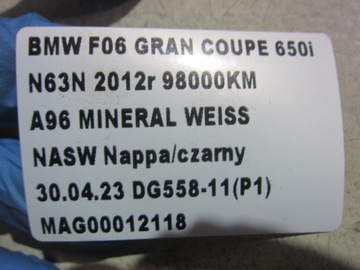 BMW F06 GRAN COUPE 650i
N63N 2012r 98000KM
A96 MINERAL WEISS
NASW Nappa/czarny
30.04.23 DG558-11(P1)
MAG00012118